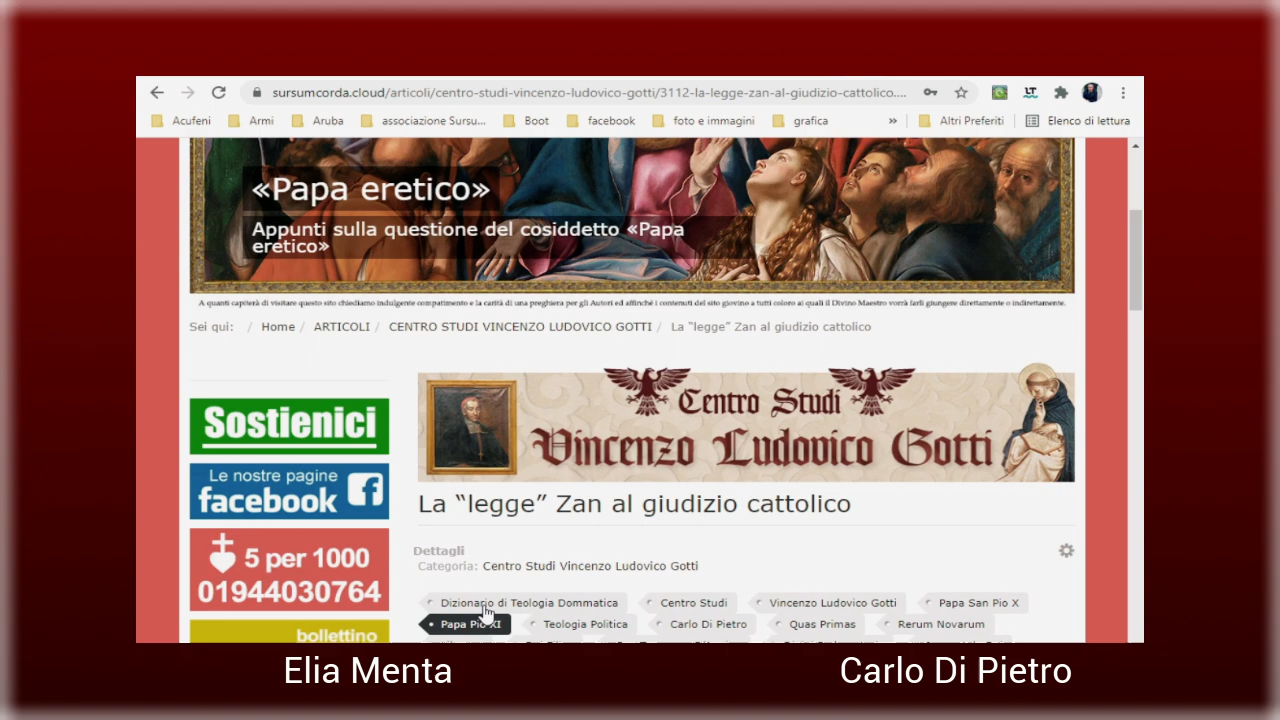 sursumcorda.cloud/articoli/centro-studi-vincenzo-ludovico-gotti/3112-la-legge-zan-al-giudizio-cattolico....
Acufeni Armi Aruba associazione Sursu... Boot facebook foto e immagini grafica » Altri Preferiti Elenco di lettura
«Papa eretico»
Appunti sulla questione del cosiddetto «Papa
eretico»
A quanti capiterà di visitare questo sito chiediamo indulgente compatimento e la carità di una preghiera per gli Autori ed affinché i contenuti del sito giovino a tutti coloro ai quali il Divino Maestro vorrà farli giungere direttamente o indirettamente.
Sei qui: / Home / ARTICOLI / CENTRO STUDI VINCENZO LUDOVICO GOTTI / La “legge” Zan al giudizio cattolico
Sostienici
Le nostre pagine
facebook
5 per 1000
01944030764
bollettino
Centro Studi
Vincenzo Ludovico Gotti
La “legge” Zan al giudizio cattolico
Dettagli
Categoria: Centro Studi Vincenzo Ludovico Gotti
Dizionario di Teologia Dommatica Centro Studi Vincenzo Ludovico Gotti Papa San Pio X
Papa Pio XI Teologia Politica Carlo Di Pietro Quas Primas Rerum Novarum
Elia Menta Carlo Di Pietro